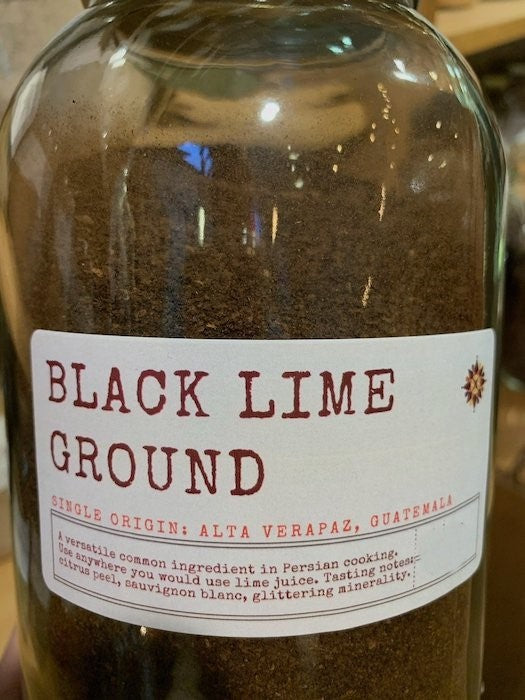 BLACK LIME
GROUND
SINGLE ORIGIN: ALTA VERAPAZ, GUATEMALA
A versatile common ingredient in Persian cooking.
Use anywhere you would use lime juice. Tasting notes:
citrus peel, sauvignon blanc, glittering minerality.